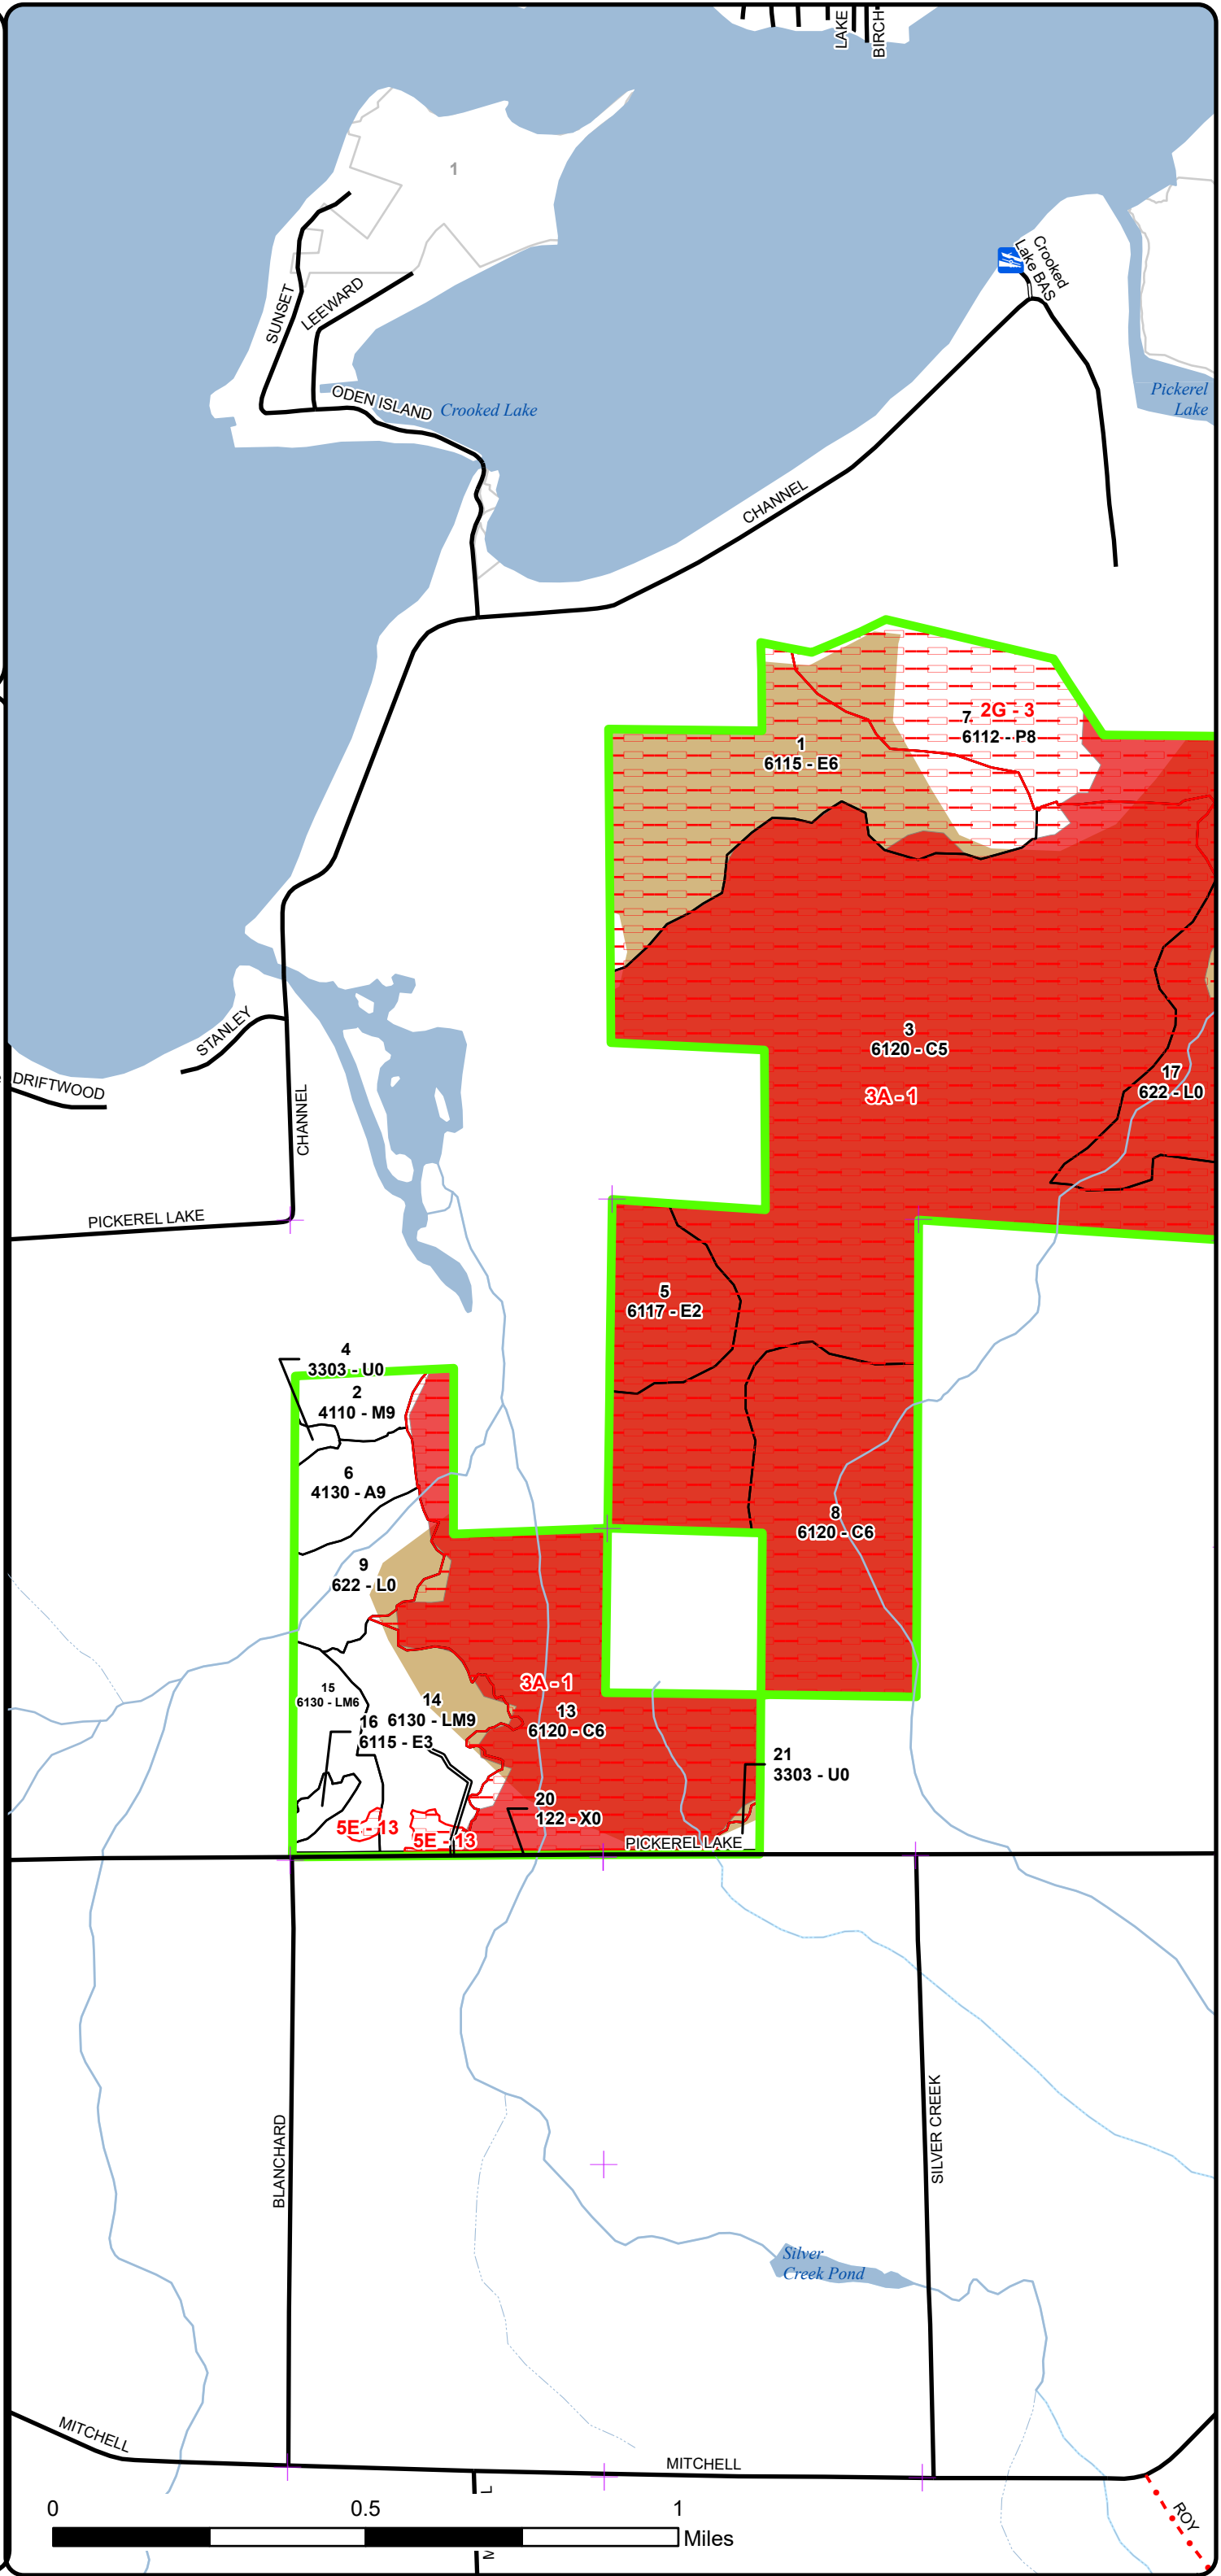 LAKE
BIRCH
1
SUNSET
LEEWARD
Crooked
Lake BAS
ODEN ISLAND
Crooked Lake
Pickerel
Lake
CHANNEL
7
2G - 3
6112 - P8
1
6115 - E6
STANLEY
DRIFTWOOD
CHANNEL
3
6120 - C5
3A - 1
17
622 - L0
PICKEREL LAKE
5
6117 - E2
4
3303 - U0
2
4110 - M9
6
4130 - A9
8
6120 - C6
9
622 - L0
3A - 1
15
6130 - LM6
14
6130 - LM9
13
6120 - C6
16
6115 - E3
21
3303 - U0
20
122 - X0
5E - 13
5E - 13
PICKEREL LAKE
BLANCHARD
SILVER CREEK
Silver
Creek Pond
MITCHELL
MITCHELL
ROY
0
0.5
1
Miles